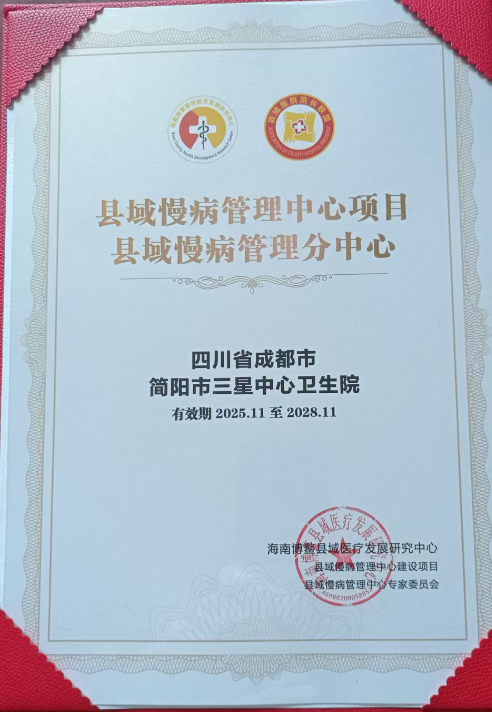 县域慢病管理中心项目
县域慢病管理分中心
四川省成都市
简阳市三星中心卫生院
有效期 2025.11 至 2028.11
海南博鳌县域医疗发展研究中心
县域慢病管理中心建设项目
县域慢病管理中心专家委员会